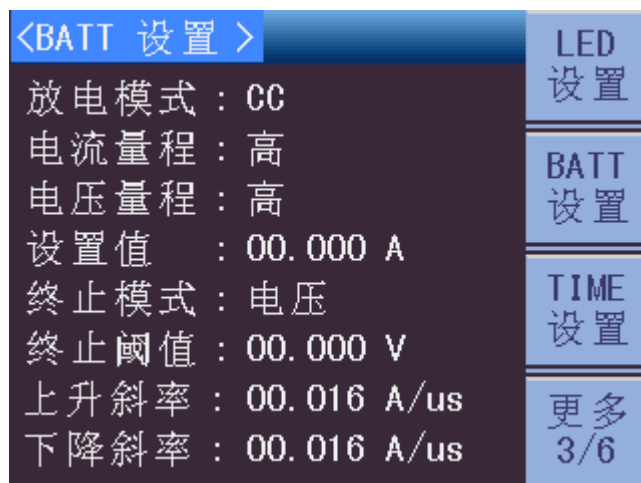 <BATT 设置 >
放电模式 : CC
电流量程 : 高
电压量程 : 高
设置值 : 00.000 A
终止模式 : 电压
终止阈值 : 00.000 V
上升斜率 : 00.016 A/us
下降斜率 : 00.016 A/us
LED
设置
BATT
设置
TIME
设置
更多
3/6